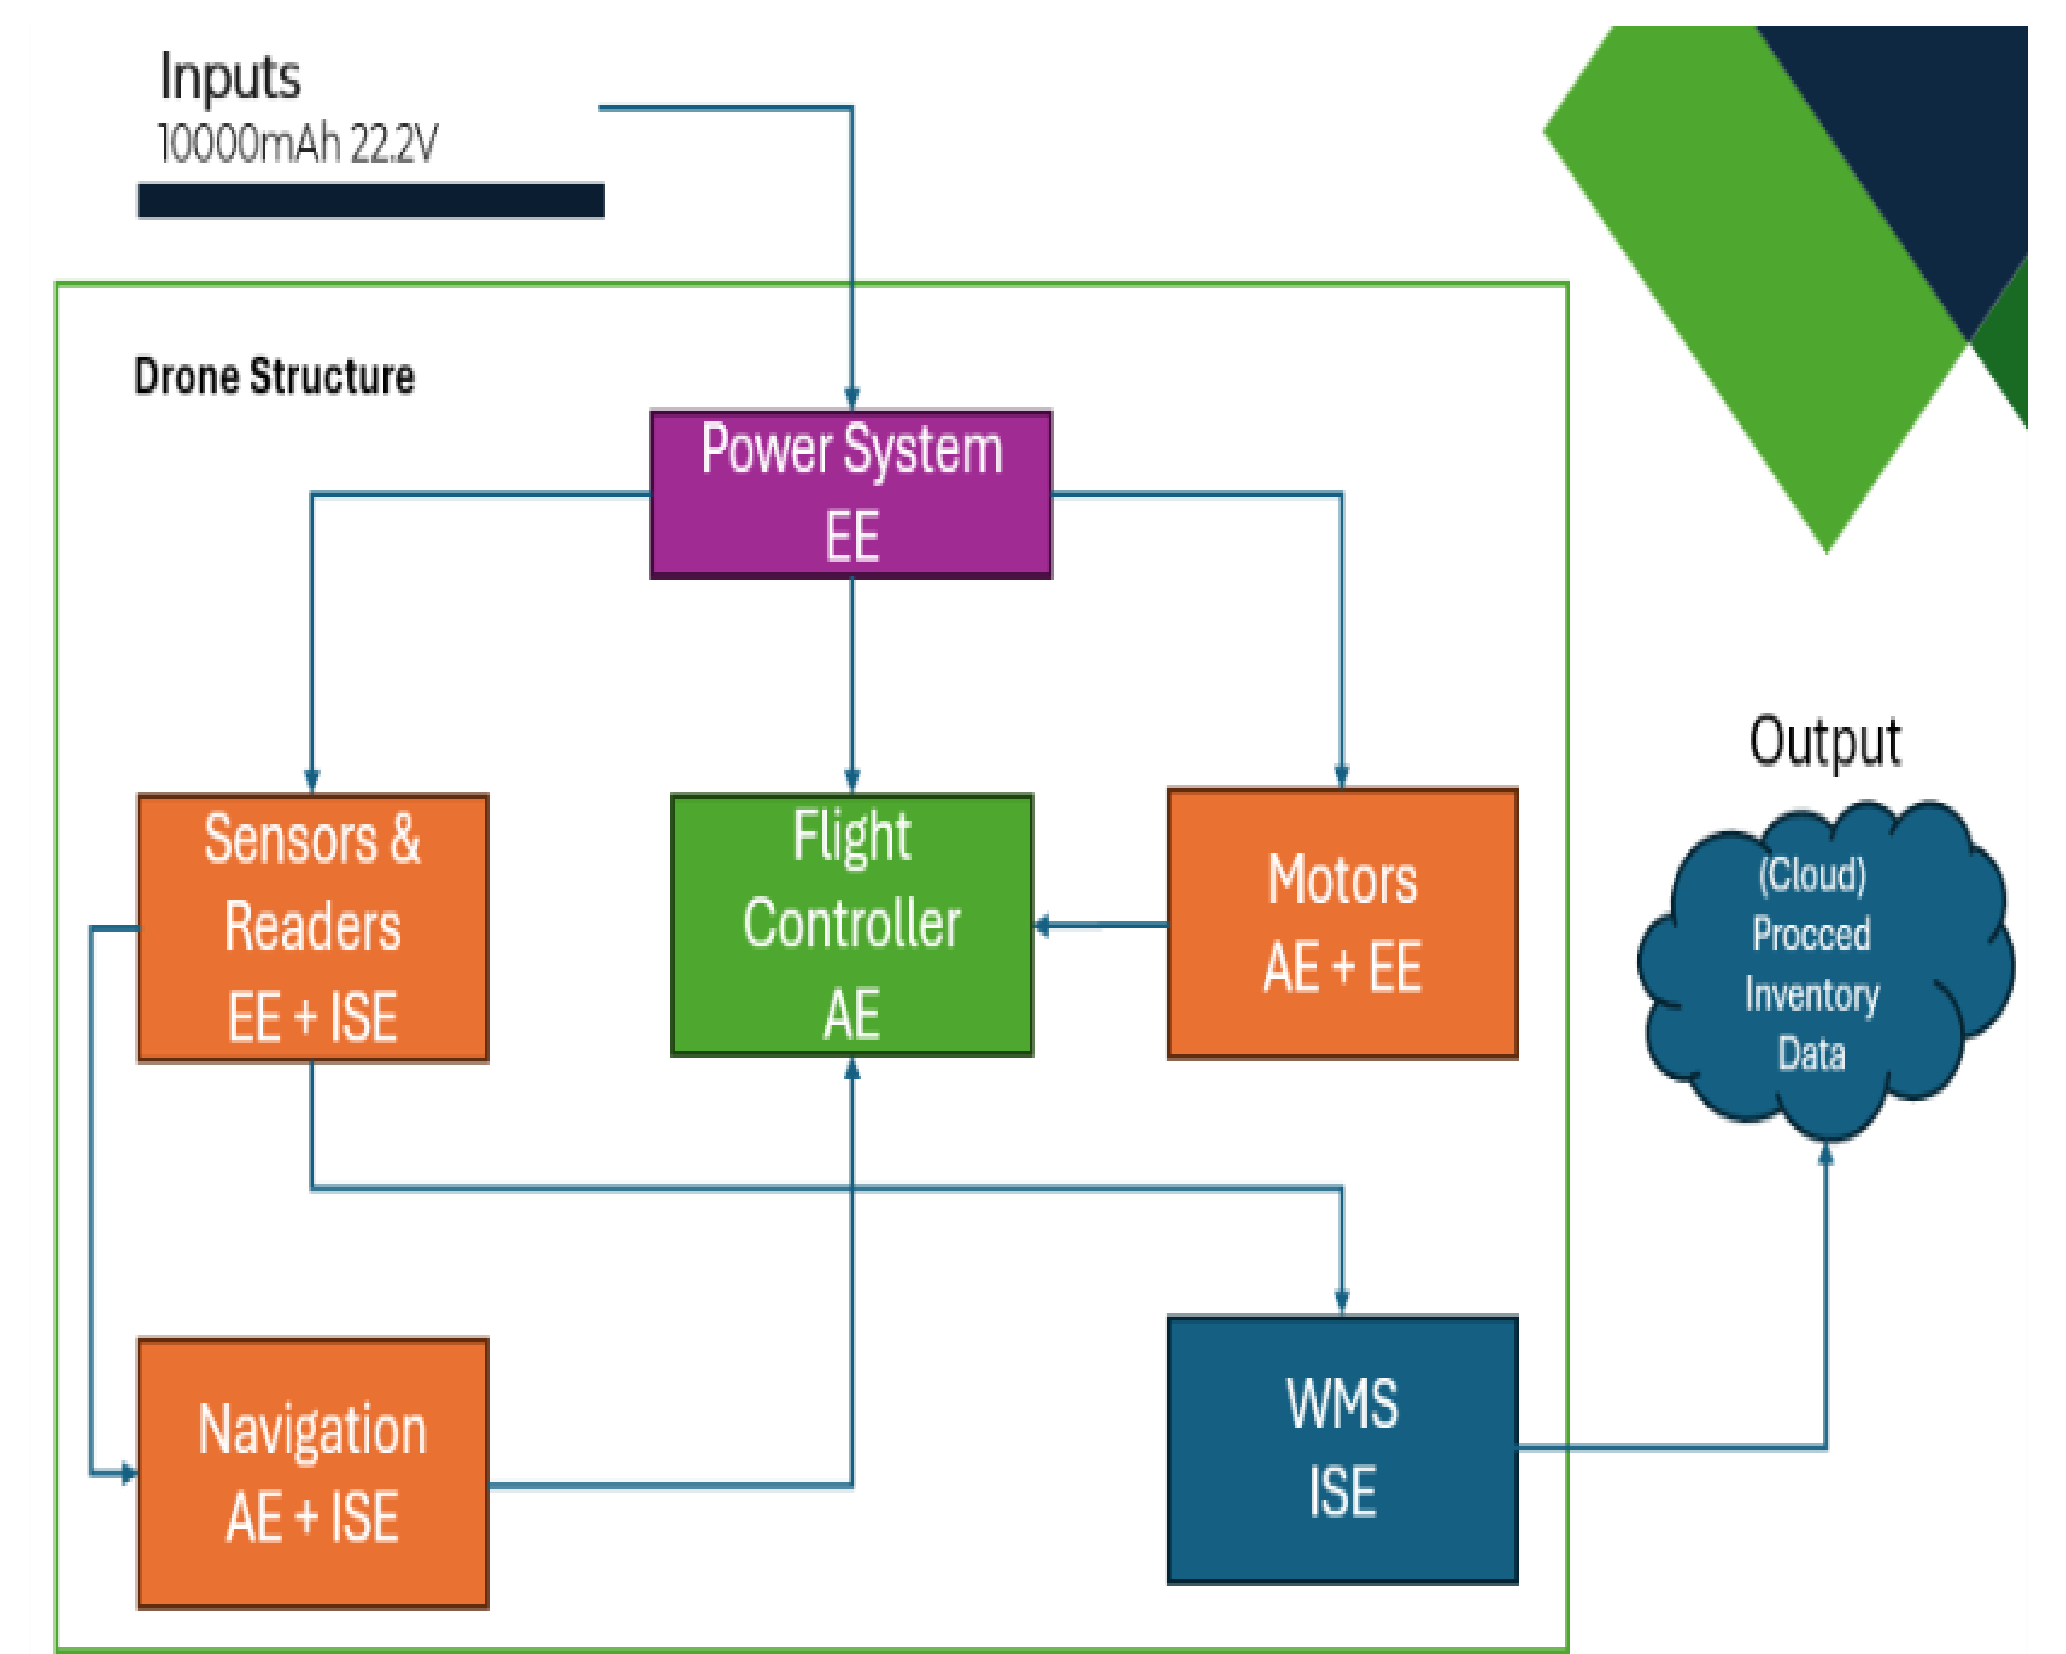 Inputs
10000mAh 22.2V
Drone Structure
Power System
EE
Sensors &
Readers
EE + ISE
Flight
Controller
AE
Motors
AE + EE
Output
(Cloud)
Procced
Inventory
Data
Navigation
AE + ISE
WMS
ISE